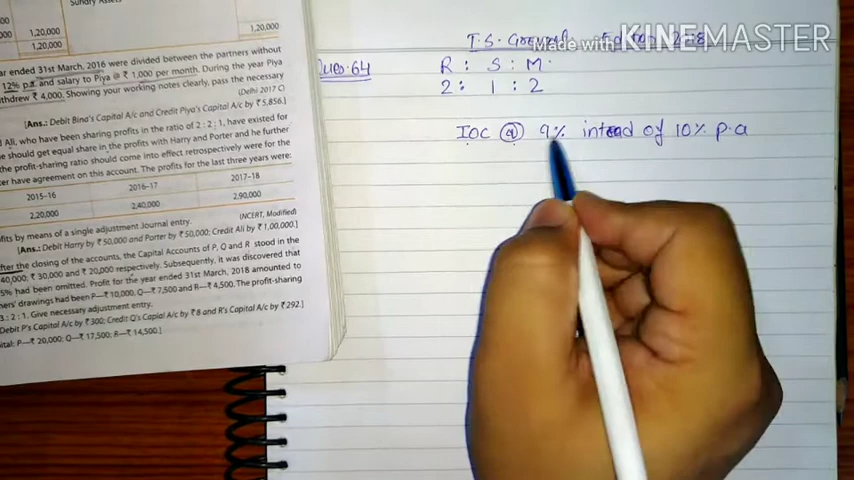 1,20,000
1,20,000
1,20,000
ar ended 31st March, 2016 were divided between the partners without
12% p.a. and salary to Piya @ ₹ 1,000 per month. During the year Piya
thdrew ₹ 4,000. Showing your working notes clearly, pass the necessary
(Delhi 2017 C)
[Ans.: Debit Bina's Capital A/c and Credit Piya's Capital A/c by ₹ 5,856.]
Ali, who have been sharing profits in the ratio of 2 : 2 : 1, have existed for
e should get equal share in the profits with Harry and Porter and he further
the profit-sharing ratio should come into effect retrospectively were for the
er have agreement on this account. The profits for the last three years were:
2015-16 2016-17 2017-18
2,20,000 2,40,000 2,90,000
fits by means of a single adjustment Journal entry.
(NCERT, Modified)
[Ans.: Debit Harry by ₹ 50,000 and Porter by ₹ 50,000; Credit Ali by ₹ 1,00,000.]
fter the closing of the accounts, the Capital Accounts of P, Q and R stood in the
40,000; ₹ 30,000 and ₹ 20,000 respectively. Subsequently, it was discovered that
5% had been omitted. Profit for the year ended 31st March, 2018 amounted to
ners' drawings had been P—₹ 10,000, Q—₹ 7,500 and R—₹ 4,500. The profit-sharing
3 : 2 : 1. Give necessary adjustment entry.
Debit P's Capital A/c by ₹ 300; Credit Q's Capial A/c by ₹ 8 and R's Capital A/c by ₹ 292.]
ital: P—₹ 20,000; Q—₹ 17,500; R—₹ 14,500.]
T.S. Grewal Edition 2018
Made with KINEMASTER
Ques. 64
R : S : M.
2 : 1 : 2
IOC @ 9% intead of 10% p.a